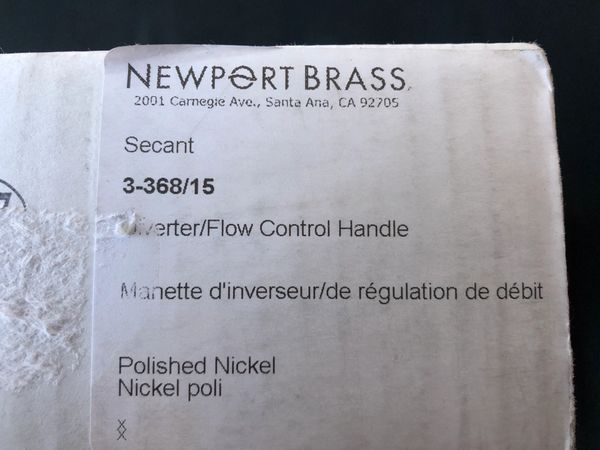 NEWPORT BRASS
2001 Carnegie Ave., Santa Ana, CA 92705
Secant
3-368/15
verter/Flow Control Handle
Manette d'inverseur/de régulation de débit
Polished Nickel
Nickel poli
X
X